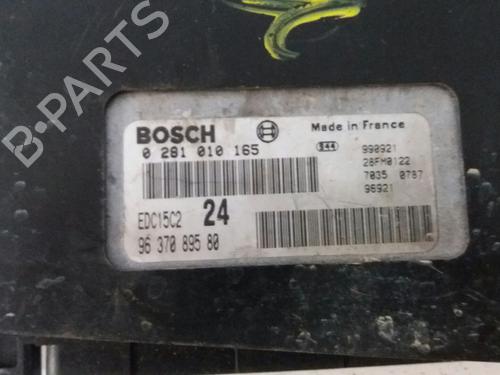 B-PARTS
BOSCH
Made in France
0 281 010 165
S44
990921
28FM0122
7035 0787
96921
EDC15C2
24
96 370 895 80